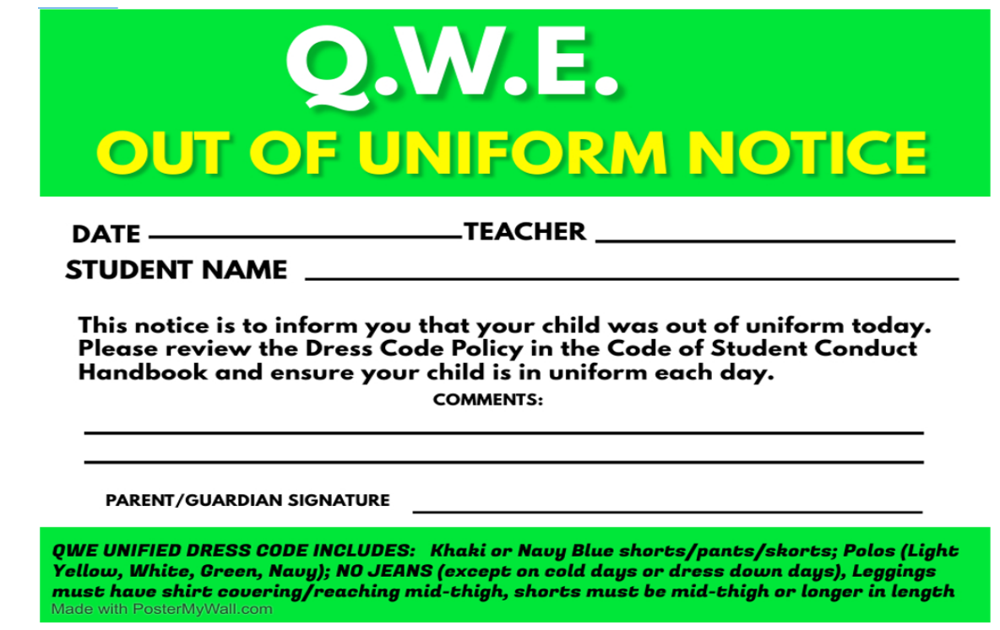 Q.W.E.
OUT OF UNIFORM NOTICE
DATE TEACHER
STUDENT NAME
This notice is to inform you that your child was out of uniform today.
Please review the Dress Code Policy in the Code of Student Conduct
Handbook and ensure your child is in uniform each day.
COMMENTS:
PARENT/GUARDIAN SIGNATURE
QWE UNIFIED DRESS CODE INCLUDES: Khaki or Navy Blue shorts/pants/skorts; Polos (Light
Yellow, White, Green, Navy); NO JEANS (except on cold days or dress down days), Leggings
must have shirt covering/reaching mid-thigh, shorts must be mid-thigh or longer in length
Made with PosterMyWall.com